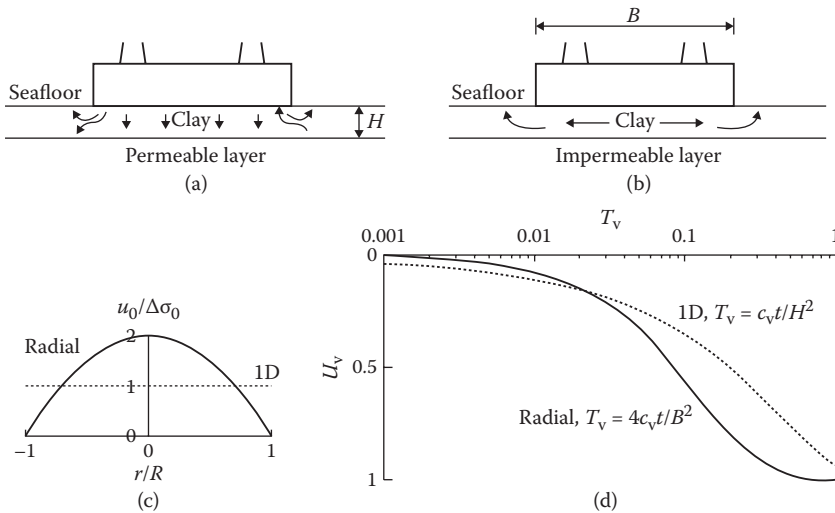 B
Seafloor
Clay
H
Permeable layer
(a)
Seafloor
Clay
Impermeable layer
(b)
u0/Δσ0
2
Radial
1D
1
0
−1
0
1
r/R
(c)
Tv
0.001
0.01
0.1
1
0
0.5
1
Uv
1D, Tv = cvt/H²
Radial, Tv = 4cvt/B²
(d)